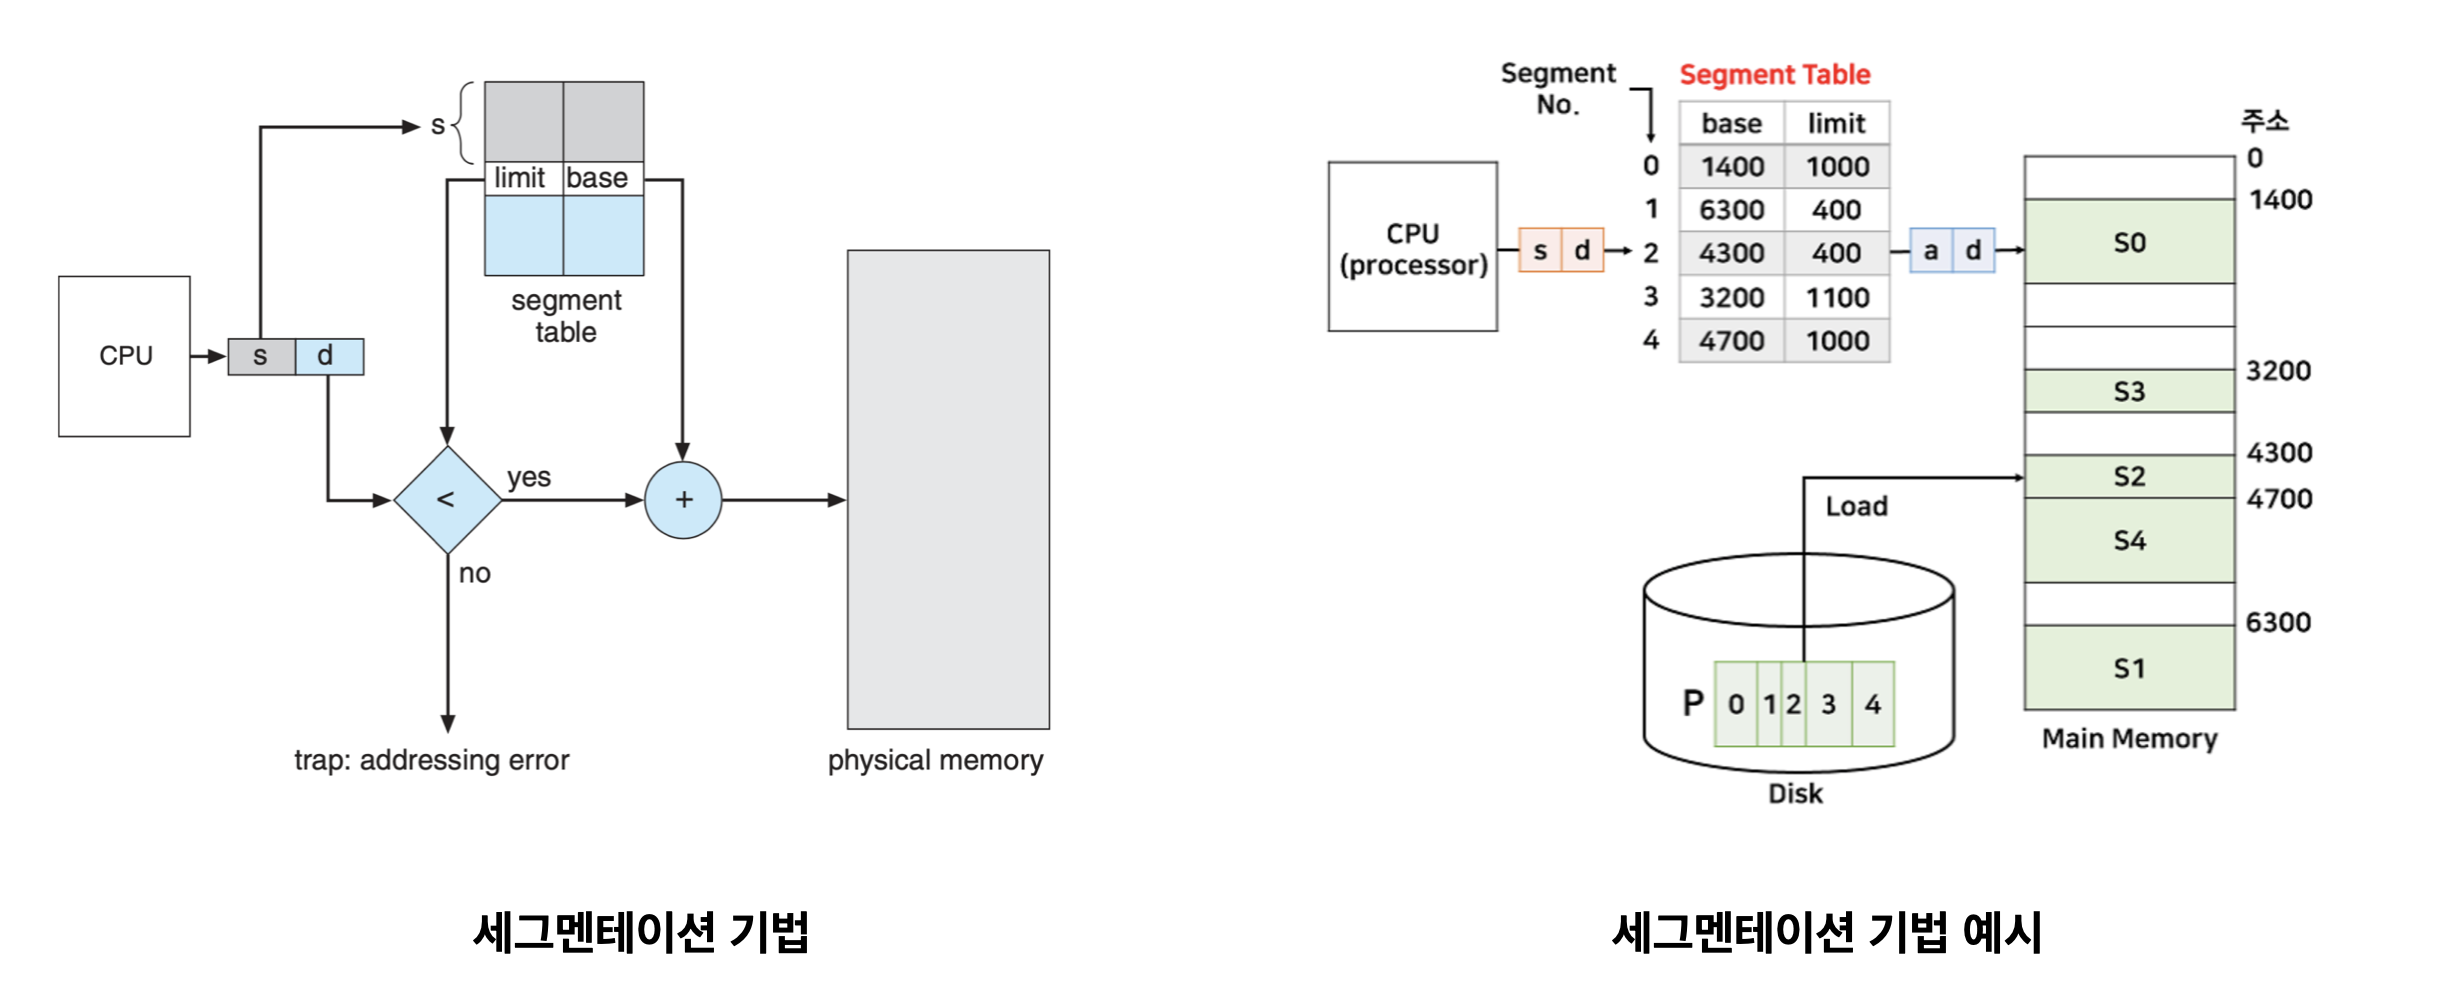 s
limit base
segment
table
CPU
s d
<
yes
+
no
trap: addressing error
physical memory
세그멘테이션 기법
Segment
No.
Segment Table
base limit
0 1400 1000
1 6300 400
2 4300 400
3 3200 1100
4 4700 1000
CPU
(processor)
s d
a d
주소
0
1400
S0
3200
S3
4300
S2
4700
S4
6300
S1
Main Memory
Load
P 0 1 2 3 4
Disk
세그멘테이션 기법 예시